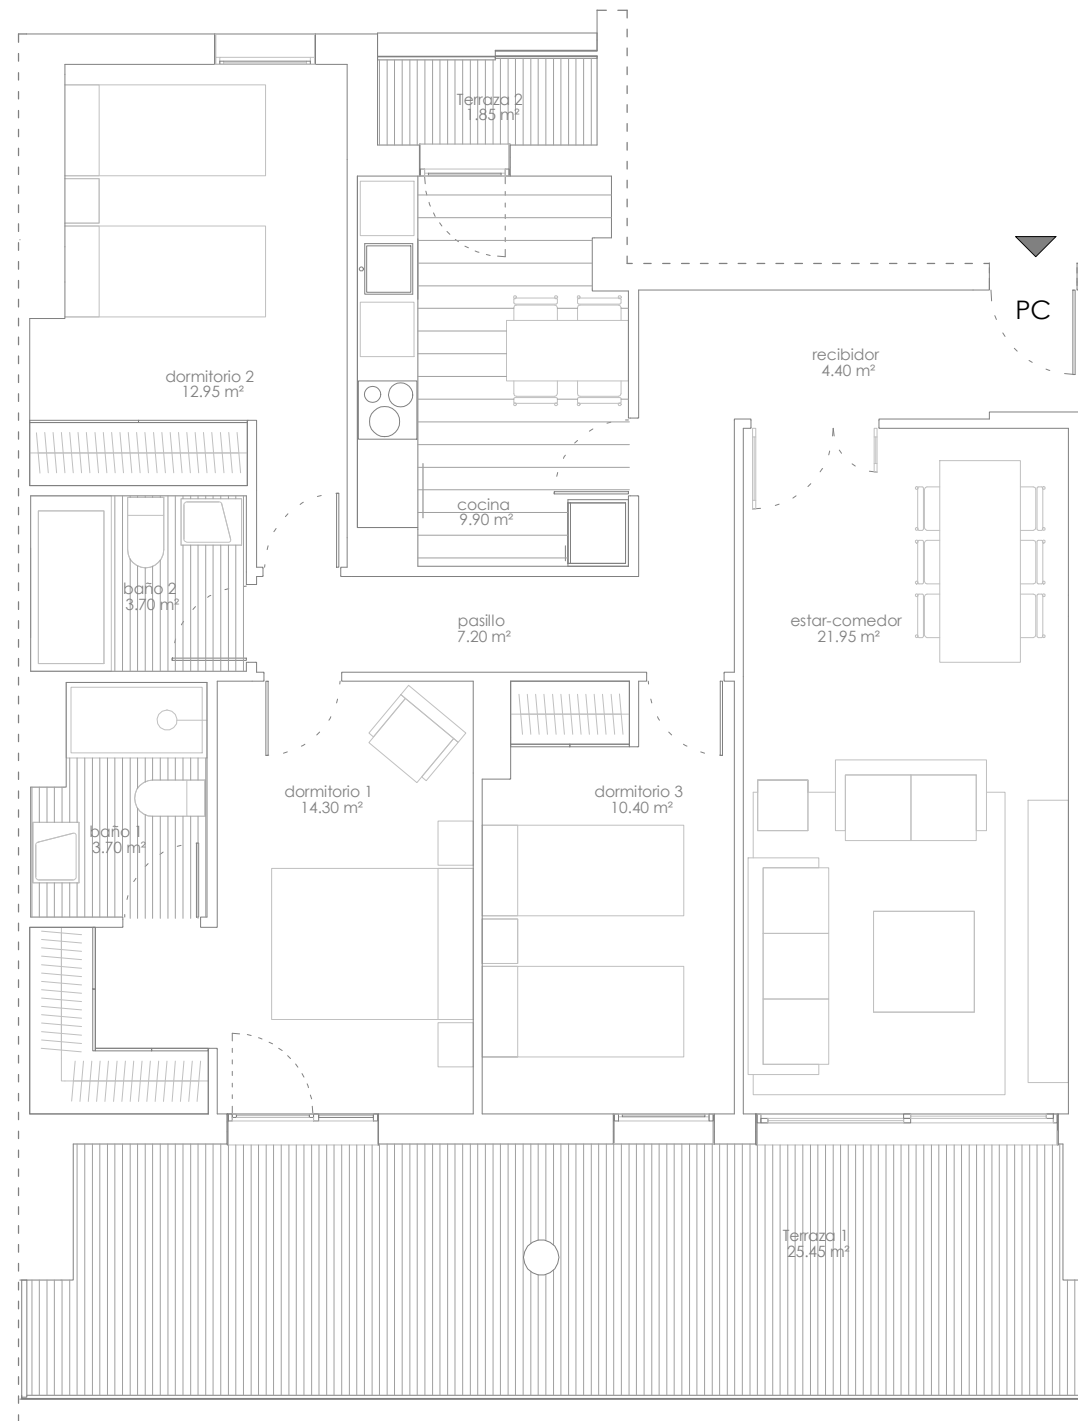 Terraza 2
1.85 m²
PC
recibidor
4.40 m²
dormitorio 2
12.95 m²
cocina
9.90 m²
baño 2
3.70 m²
pasillo
7.20 m²
estar-comedor
21.95 m²
dormitorio 1
14.30 m²
dormitorio 3
10.40 m²
baño 1
3.70 m²
Terraza 1
25.45 m²